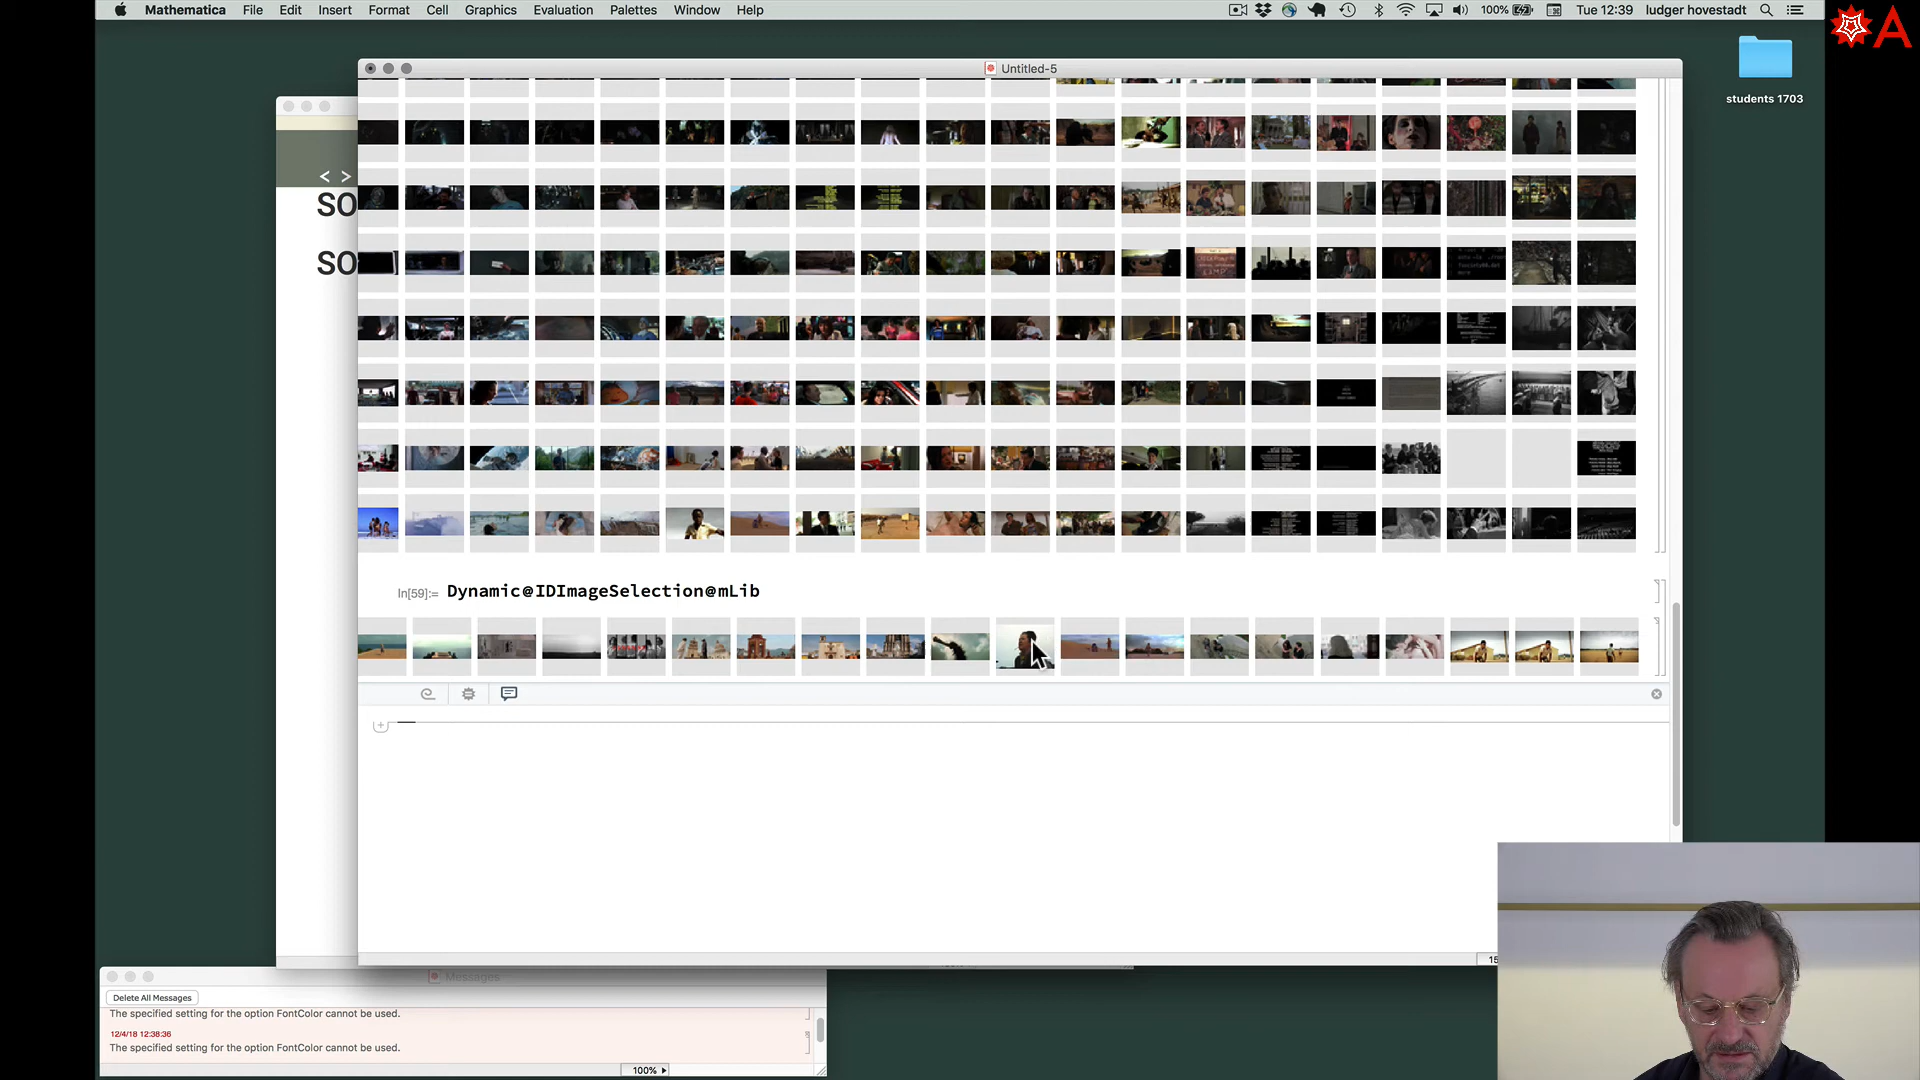 Mathematica File Edit Insert Format Cell Graphics Evaluation Palettes Window Help 100% Tue 12:39 ludger hovestadt
A
Untitled-5
students 1703
< >
SO
SO
In[59]:= Dynamic@IDImageSelection@mLib
15
Messages
Delete All Messages
The specified setting for the option FontColor cannot be used.
12/4/18 12:38:36
The specified setting for the option FontColor cannot be used.
100%